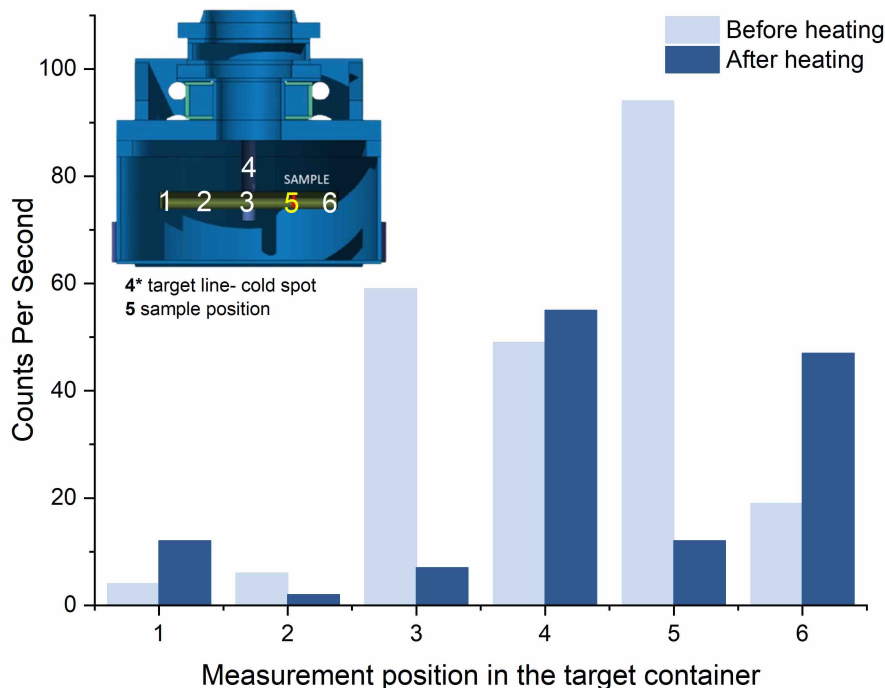 Before heating
After heating
100
80
60
40
20
0
Counts Per Second
4
SAMPLE
1 2 3 5 6
4* target line- cold spot
5 sample position
1 2 3 4 5 6
Measurement position in the target container